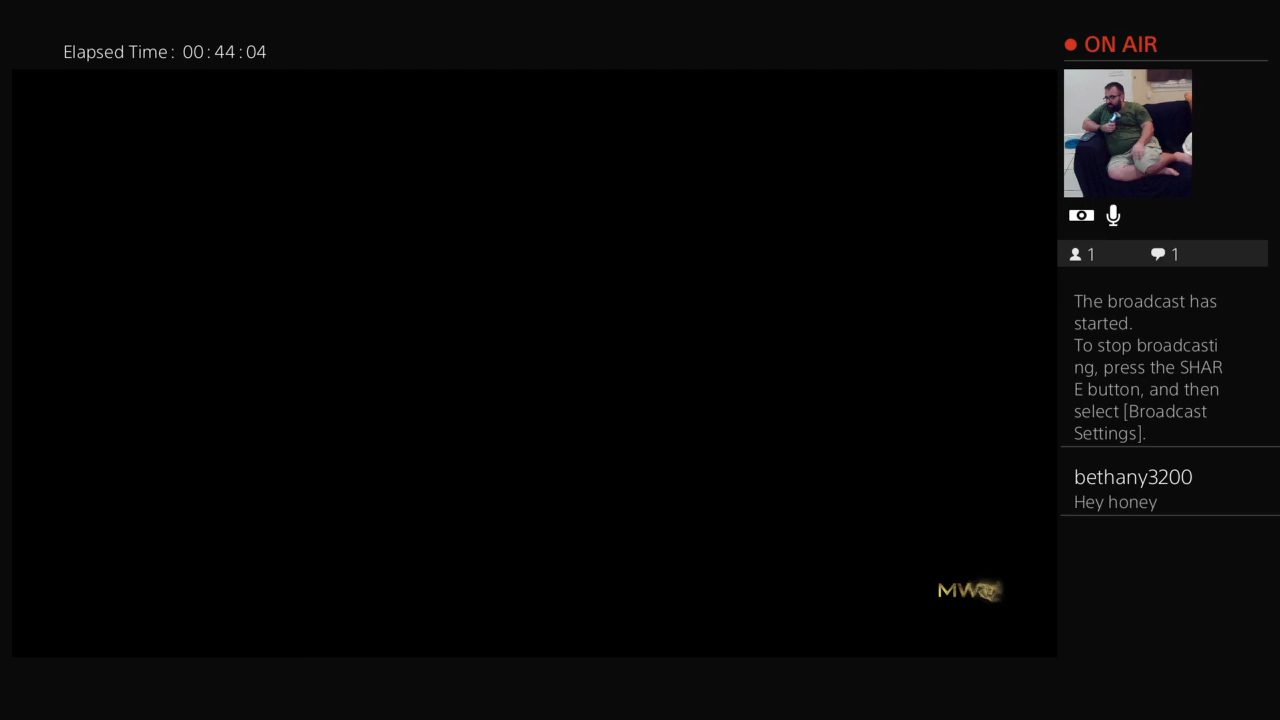 Elapsed Time: 00:44:04
ON AIR
1
1
The broadcast has
started.
To stop broadcasti
ng, press the SHAR
E button, and then
select [Broadcast
Settings].
bethany3200
Hey honey